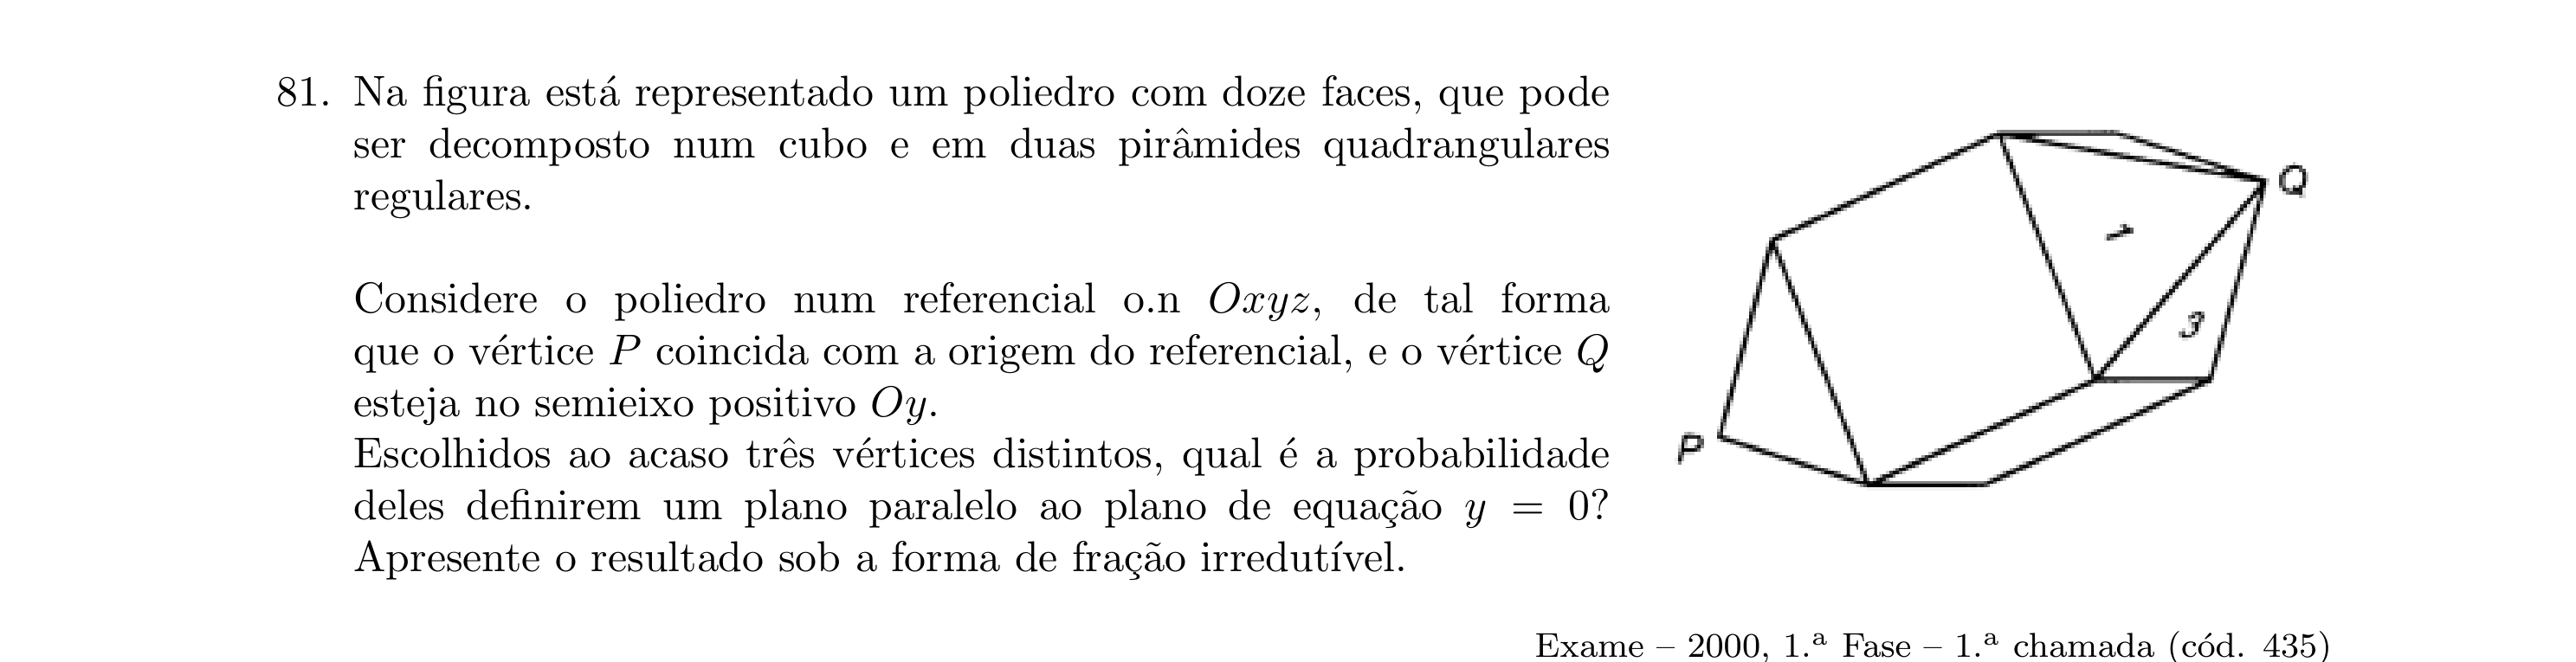 81. Na figura está representado um poliedro com doze faces, que pode
ser decomposto num cubo e em duas pirâmides quadrangulares
regulares.
Considere o poliedro num referencial o.n Oxyz, de tal forma
que o vértice P coincida com a origem do referencial, e o vértice Q
esteja no semieixo positivo Oy.
Escolhidos ao acaso três vértices distintos, qual é a probabilidade
deles definirem um plano paralelo ao plano de equação y = 0?
Apresente o resultado sob a forma de fração irredutível.
Q
1
3
P
Exame – 2000, 1.ª Fase – 1.ª chamada (cód. 435)